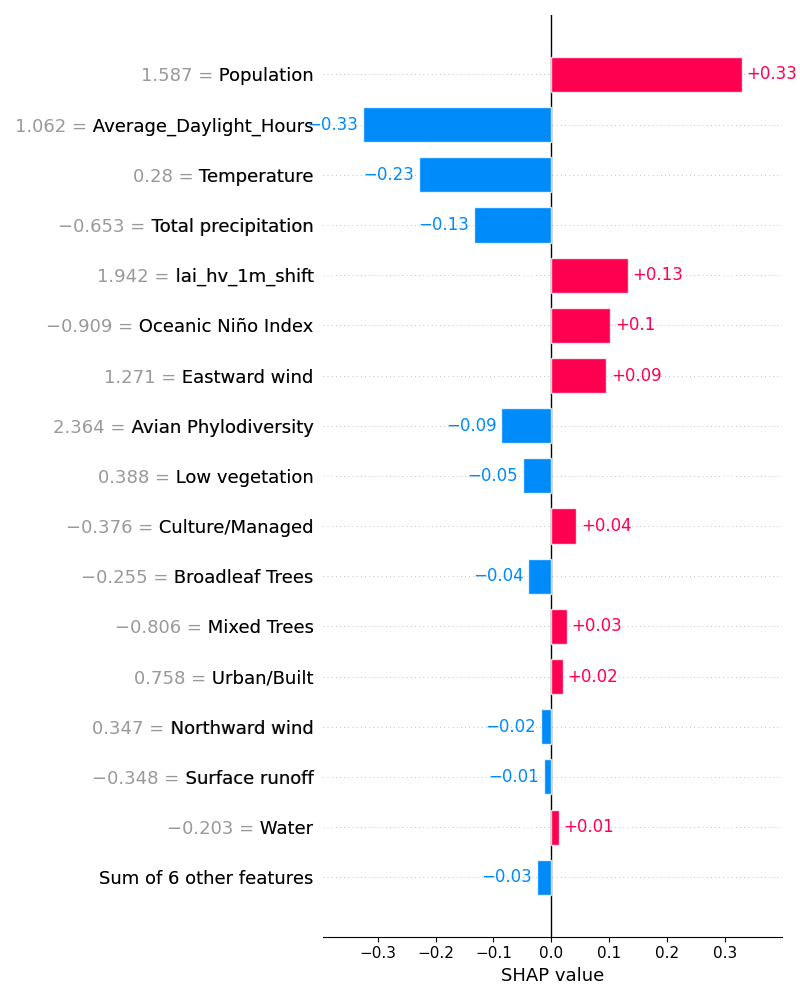 1.587 = Population +0.33
1.062 = Average_Daylight_Hours −0.33
0.28 = Temperature −0.23
−0.653 = Total precipitation −0.13
1.942 = lai_hv_1m_shift +0.13
−0.909 = Oceanic Niño Index +0.1
1.271 = Eastward wind +0.09
2.364 = Avian Phylodiversity −0.09
0.388 = Low vegetation −0.05
−0.376 = Culture/Managed +0.04
−0.255 = Broadleaf Trees −0.04
−0.806 = Mixed Trees +0.03
0.758 = Urban/Built +0.02
0.347 = Northward wind −0.02
−0.348 = Surface runoff −0.01
−0.203 = Water +0.01
Sum of 6 other features −0.03
−0.3 −0.2 −0.1 0.0 0.1 0.2 0.3
SHAP value